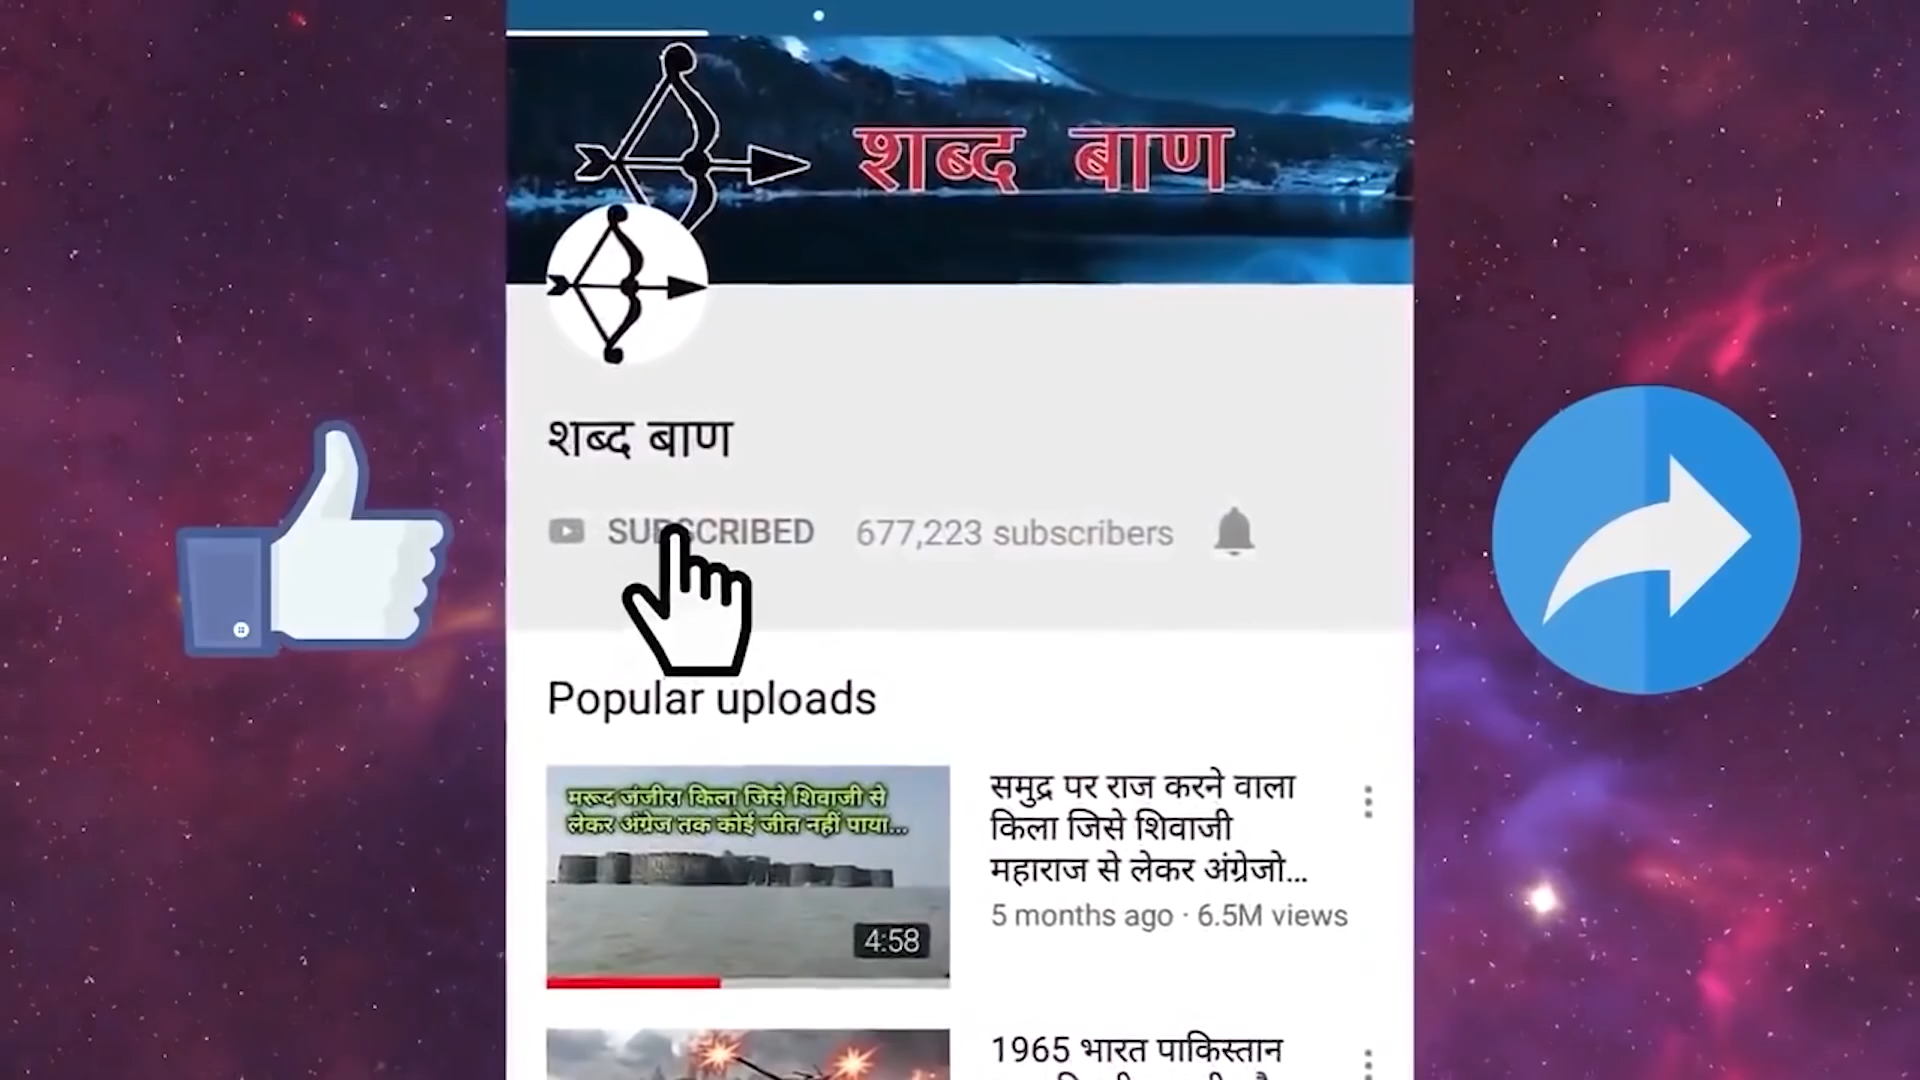 शब्द बाण
शब्द बाण
SUBSCRIBED 677,223 subscribers
Popular uploads
मरूद जंजीरा किला जिसे शिवाजी से
लेकर अंग्रेज तक कोई जीत नहीं पाया...
4:58
समुद्र पर राज करने वाला
किला जिसे शिवाजी
महाराज से लेकर अंग्रेजो...
5 months ago · 6.5M views
1965 भारत पाकिस्तान